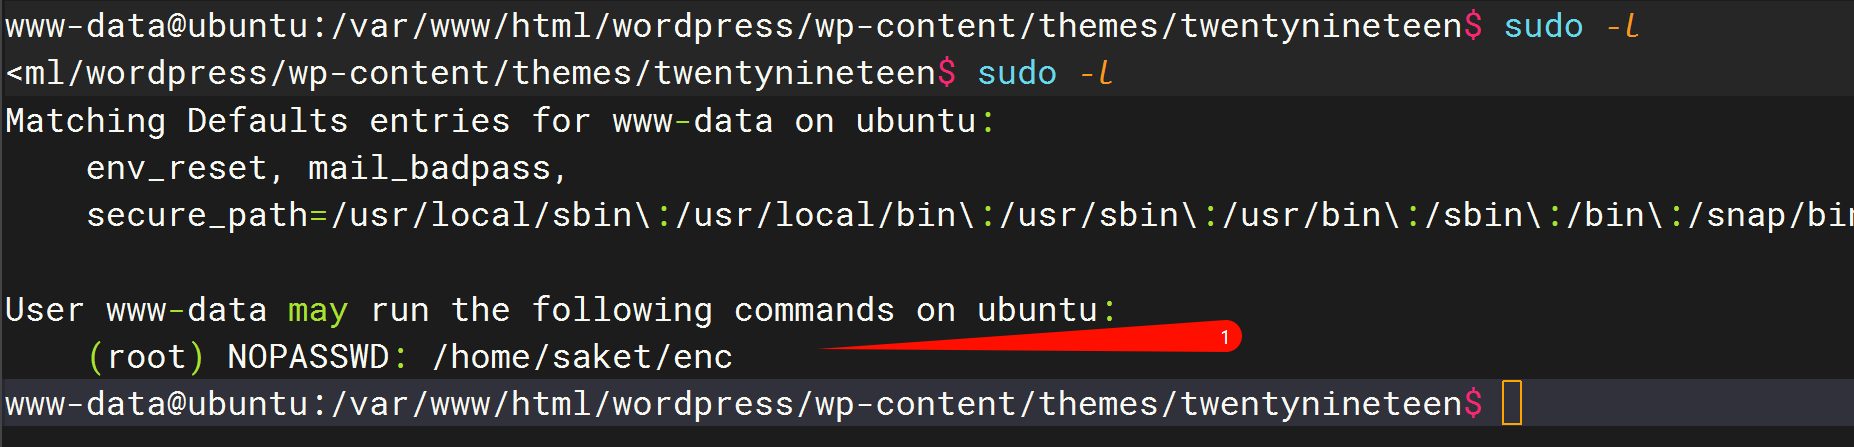 www-data@ubuntu:/var/www/html/wordpress/wp-content/themes/twentynineteen$ sudo -l
<ml/wordpress/wp-content/themes/twentynineteen$ sudo -l
Matching Defaults entries for www-data on ubuntu:
    env_reset, mail_badpass,
    secure_path=/usr/local/sbin\:/usr/local/bin\:/usr/sbin\:/usr/bin\:/sbin\:/bin\:/snap/bin
User www-data may run the following commands on ubuntu:
1
    (root) NOPASSWD: /home/saket/enc
www-data@ubuntu:/var/www/html/wordpress/wp-content/themes/twentynineteen$